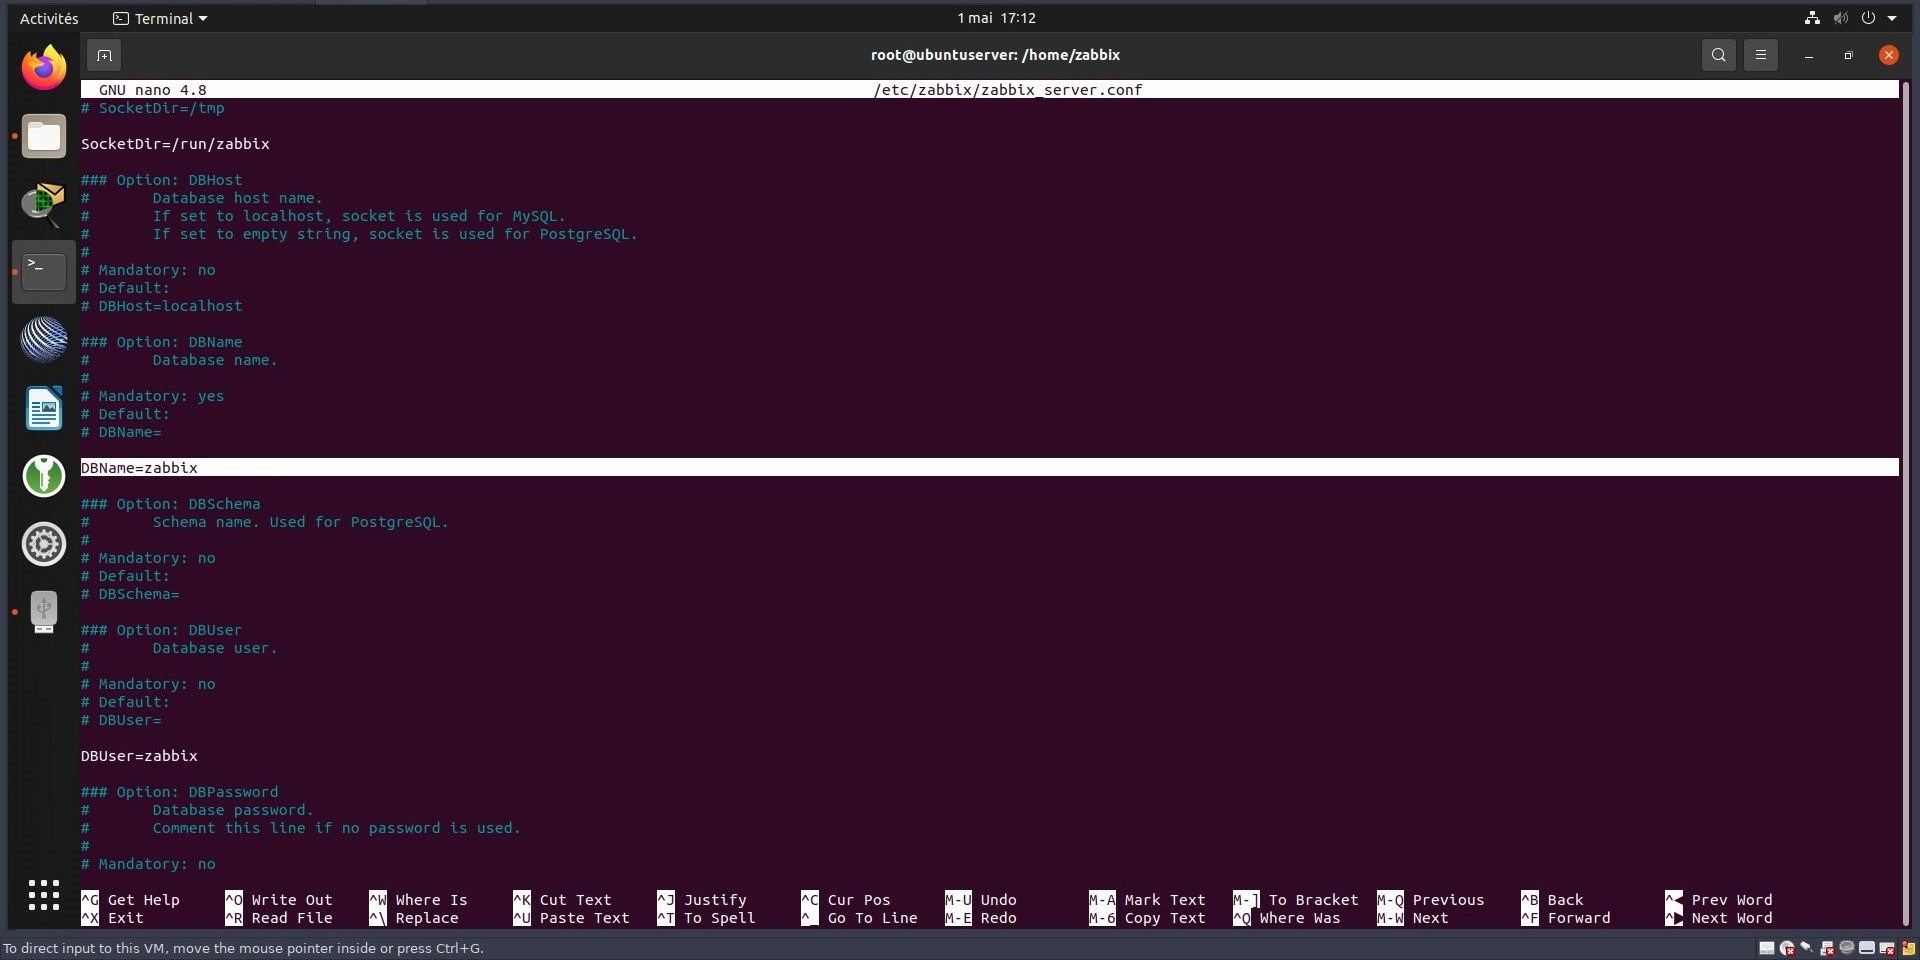 Activités Terminal 1 mai 17:12
root@ubuntuserver: /home/zabbix
GNU nano 4.8 /etc/zabbix/zabbix_server.conf
# SocketDir=/tmp
SocketDir=/run/zabbix
### Option: DBHost
# Database host name.
# If set to localhost, socket is used for MySQL.
# If set to empty string, socket is used for PostgreSQL.
#
# Mandatory: no
# Default:
# DBHost=localhost
### Option: DBName
# Database name.
#
# Mandatory: yes
# Default:
# DBName=
DBName=zabbix
### Option: DBSchema
# Schema name. Used for PostgreSQL.
#
# Mandatory: no
# Default:
# DBSchema=
### Option: DBUser
# Database user.
#
# Mandatory: no
# Default:
# DBUser=
DBUser=zabbix
### Option: DBPassword
# Database password.
# Comment this line if no password is used.
#
# Mandatory: no
^G Get Help ^O Write Out ^W Where Is ^K Cut Text ^J Justify ^C Cur Pos M-U Undo M-A Mark Text M-] To Bracket M-Q Previous ^B Back ^◀ Prev Word
^X Exit ^R Read File ^\ Replace ^U Paste Text ^T To Spell ^_ Go To Line M-E Redo M-6 Copy Text ^Q Where Was M-W Next ^F Forward ^▶ Next Word
To direct input to this VM, move the mouse pointer inside or press Ctrl+G.